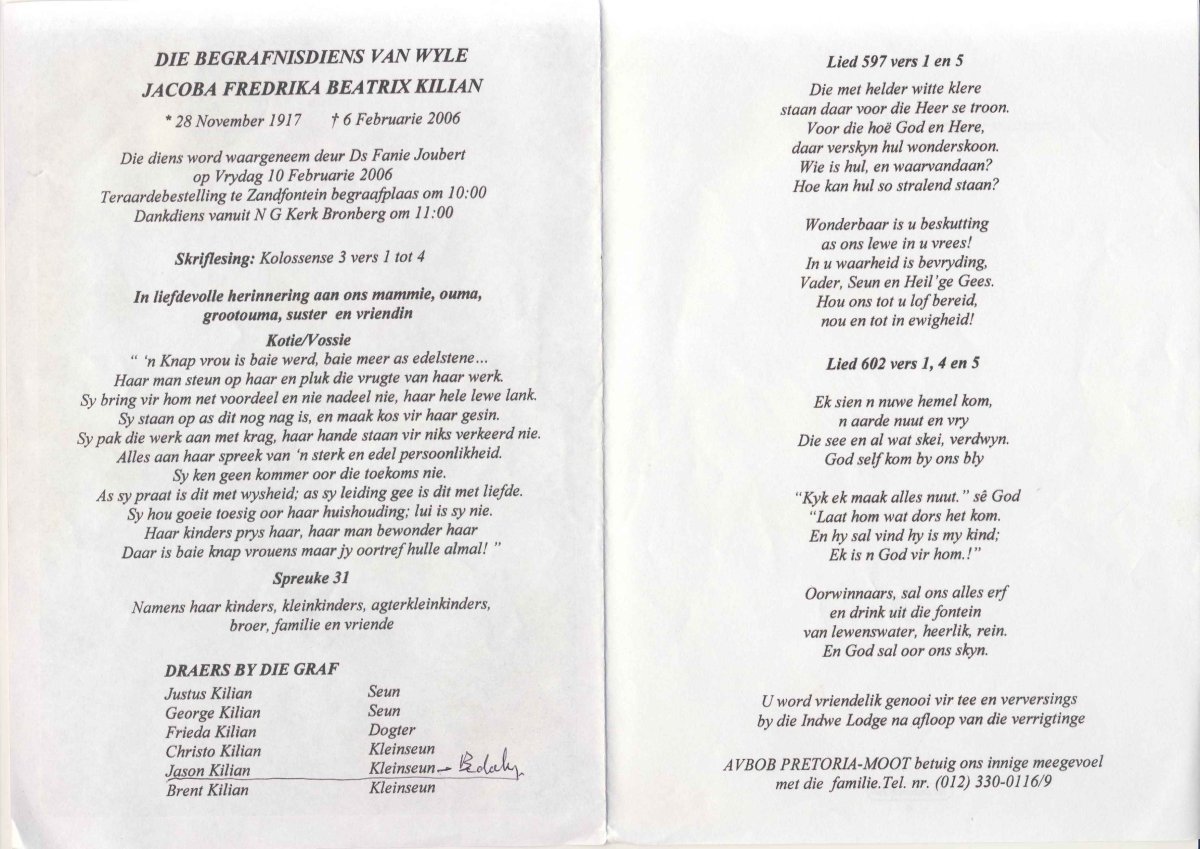 DIE BEGRAFNISDIENS VAN WYLE
JACOBA FREDRIKA BEATRIX KILIAN
* 28 November 1917 † 6 Februarie 2006
Die diens word waargeneem deur Ds Fanie Joubert
op Vrydag 10 Februarie 2006
Teraardebestelling te Zandfontein begraafplaas om 10:00
Dankdiens vanuit N G Kerk Bronberg om 11:00
Skriflesing: Kolossense 3 vers 1 tot 4
In liefdevolle herinnering aan ons mammie, ouma,
grootouma, suster en vriendin
Kotie/Vossie
“ ‘n Knap vrou is baie werd, baie meer as edelstene…
Haar man steun op haar en pluk die vrugte van haar werk.
Sy bring vir hom net voordeel en nie nadeel nie, haar hele lewe lank.
Sy staan op as dit nog nag is, en maak kos vir haar gesin.
Sy pak die werk aan met krag, haar hande staan vir niks verkeerd nie.
Alles aan haar spreek van ‘n sterk en edel persoonlikheid.
Sy ken geen kommer oor die toekoms nie.
As sy praat is dit met wysheid; as sy leiding gee is dit met liefde.
Sy hou goeie toesig oor haar huishouding; lui is sy nie.
Haar kinders prys haar, haar man bewonder haar
Daar is baie knap vrouens maar jy oortref hulle almal! ”
Spreuke 31
Namens haar kinders, kleinkinders, agterkleinkinders,
broer, familie en vriende
DRAERS BY DIE GRAF
Justus Kilian Seun
George Kilian Seun
Frieda Kilian Dogter
Christo Kilian Kleinseun
Jason Kilian Kleinseun
Brent Kilian Kleinseun
Lied 597 vers 1 en 5
Die met helder witte klere
staan daar voor die Heer se troon.
Voor die hoë God en Here,
daar verskyn hul wonderskoon.
Wie is hul, en waarvandaan?
Hoe kan hul so stralend staan?
Wonderbaar is u beskutting
as ons lewe in u vrees!
In u waarheid is bevryding,
Vader, Seun en Heil’ge Gees.
Hou ons tot u lof bereid,
nou en tot in ewigheid!
Lied 602 vers 1, 4 en 5
Ek sien n nuwe hemel kom,
n aarde nuut en vry
Die see en al wat skei, verdwyn.
God self kom by ons bly
“Kyk ek maak alles nuut.” sê God
“Laat hom wat dors het kom.
En hy sal vind hy is my kind;
Ek is n God vir hom.!”
Oorwinnaars, sal ons alles erf
en drink uit die fontein
van lewenswater, heerlik, rein.
En God sal oor ons skyn.
U word vriendelik genooi vir tee en verversings
by die Indwe Lodge na afloop van die verrigtinge
AVBOB PRETORIA-MOOT betuig ons innige meegevoel
met die familie.Tel. nr. (012) 330-0116/9